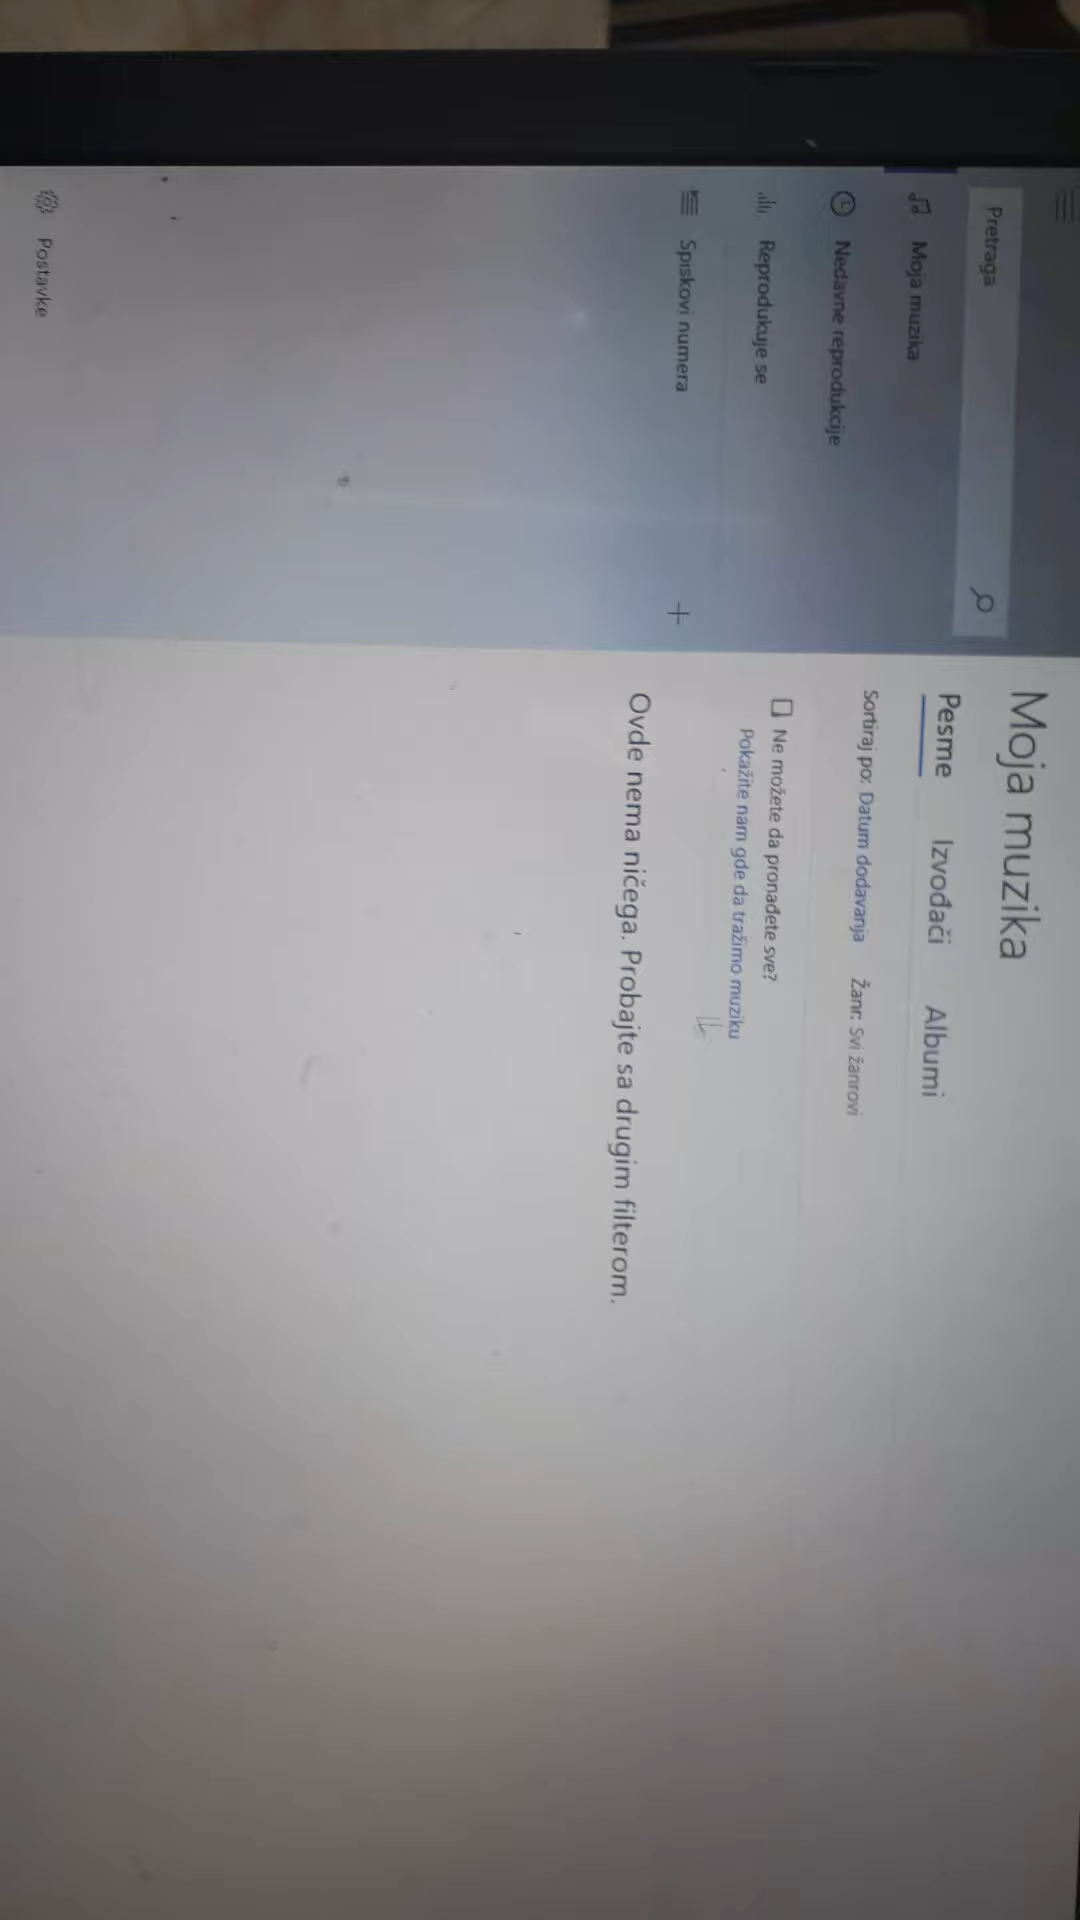 Pretraga
Moja muzika
Nedavne reprodukcije
Reprodukuje se
Spiskovi numera
Postavke
Moja muzika
Pesme Izvođači Albumi
Sortiraj po: Datum dodavanja Žanr: Svi žanrovi
Ne možete da pronađete sve?
Pokažite nam gde da tražimo muziku
Ovde nema ničega. Probajte sa drugim filterom.